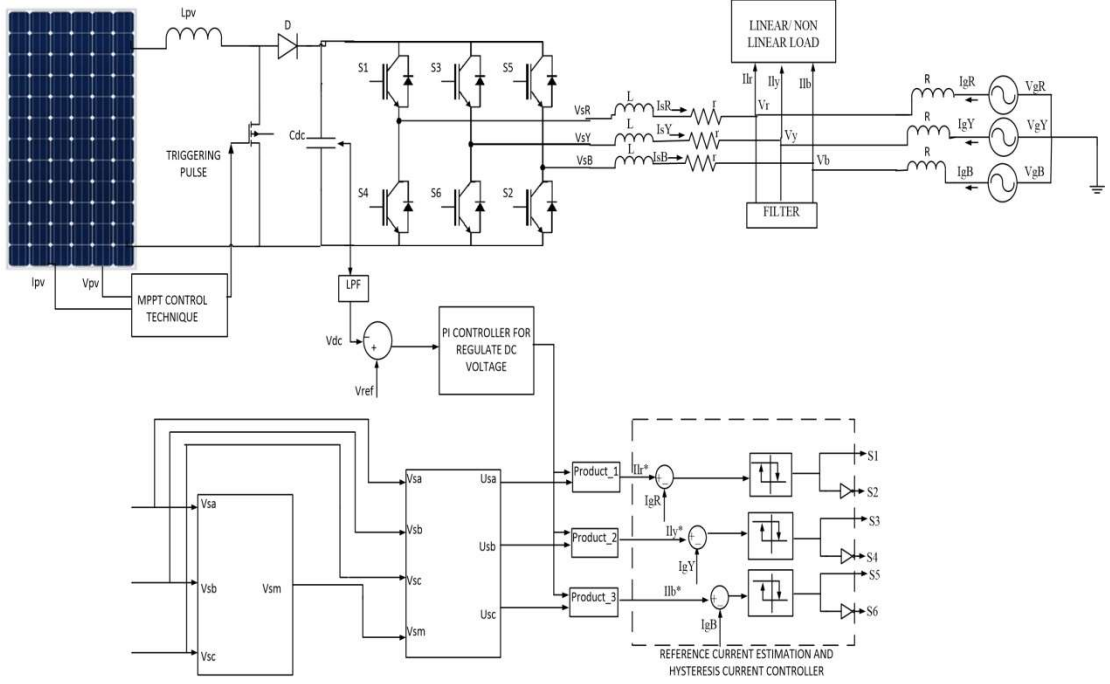 Lpv
D
LINEAR/ NON
LINEAR LOAD
S1
S3
S5
Ilr
Ily
Ilb
R
IgR
VgR
VsR
L
IsR
r
Vr
Cdc
TRIGGERING
PULSE
VsY
L
IsY
r
Vy
R
IgY
VgY
VsB
L
IsB
r
Vb
R
IgB
VgB
S4
S6
S2
FILTER
Ipv
Vpv
MPPT CONTROL
TECHNIQUE
LPF
Vdc
-
+
Vref
PI CONTROLLER FOR
REGULATE DC
VOLTAGE
Vsa
Vsb
Vsc
Vsm
Vsa
Vsb
Vsc
Vsm
Usa
Usb
Usc
Product_1
Product_2
Product_3
Ilr*
+
-
IgR
Ily*
+
-
IgY
Ilb*
+
-
IgB
S1
S2
S3
S4
S5
S6
REFERENCE CURRENT ESTIMATION AND
HYSTERESIS CURRENT CONTROLLER